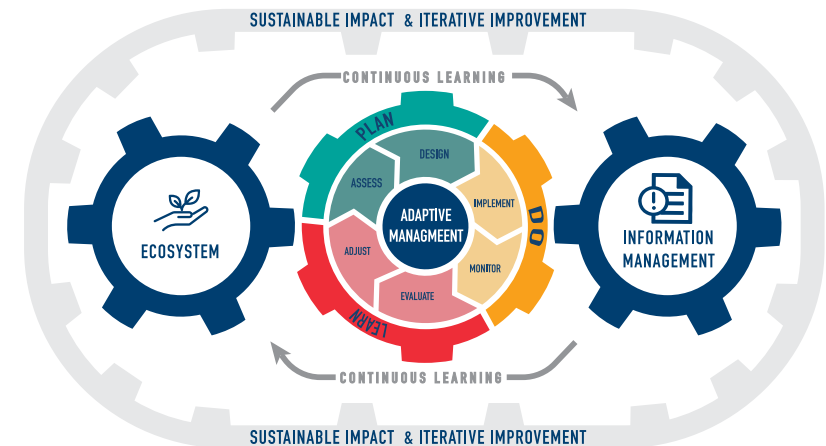 SUSTAINABLE IMPACT & ITERATIVE IMPROVEMENT
CONTINUOUS LEARNING
PLAN
DESIGN
ASSESS
IMPLEMENT
DO
ADAPTIVE
MANAGMEENT
ECOSYSTEM
INFORMATION
MANAGEMENT
ADJUST
MONITOR
EVALUATE
LEARN
CONTINUOUS LEARNING
SUSTAINABLE IMPACT & ITERATIVE IMPROVEMENT